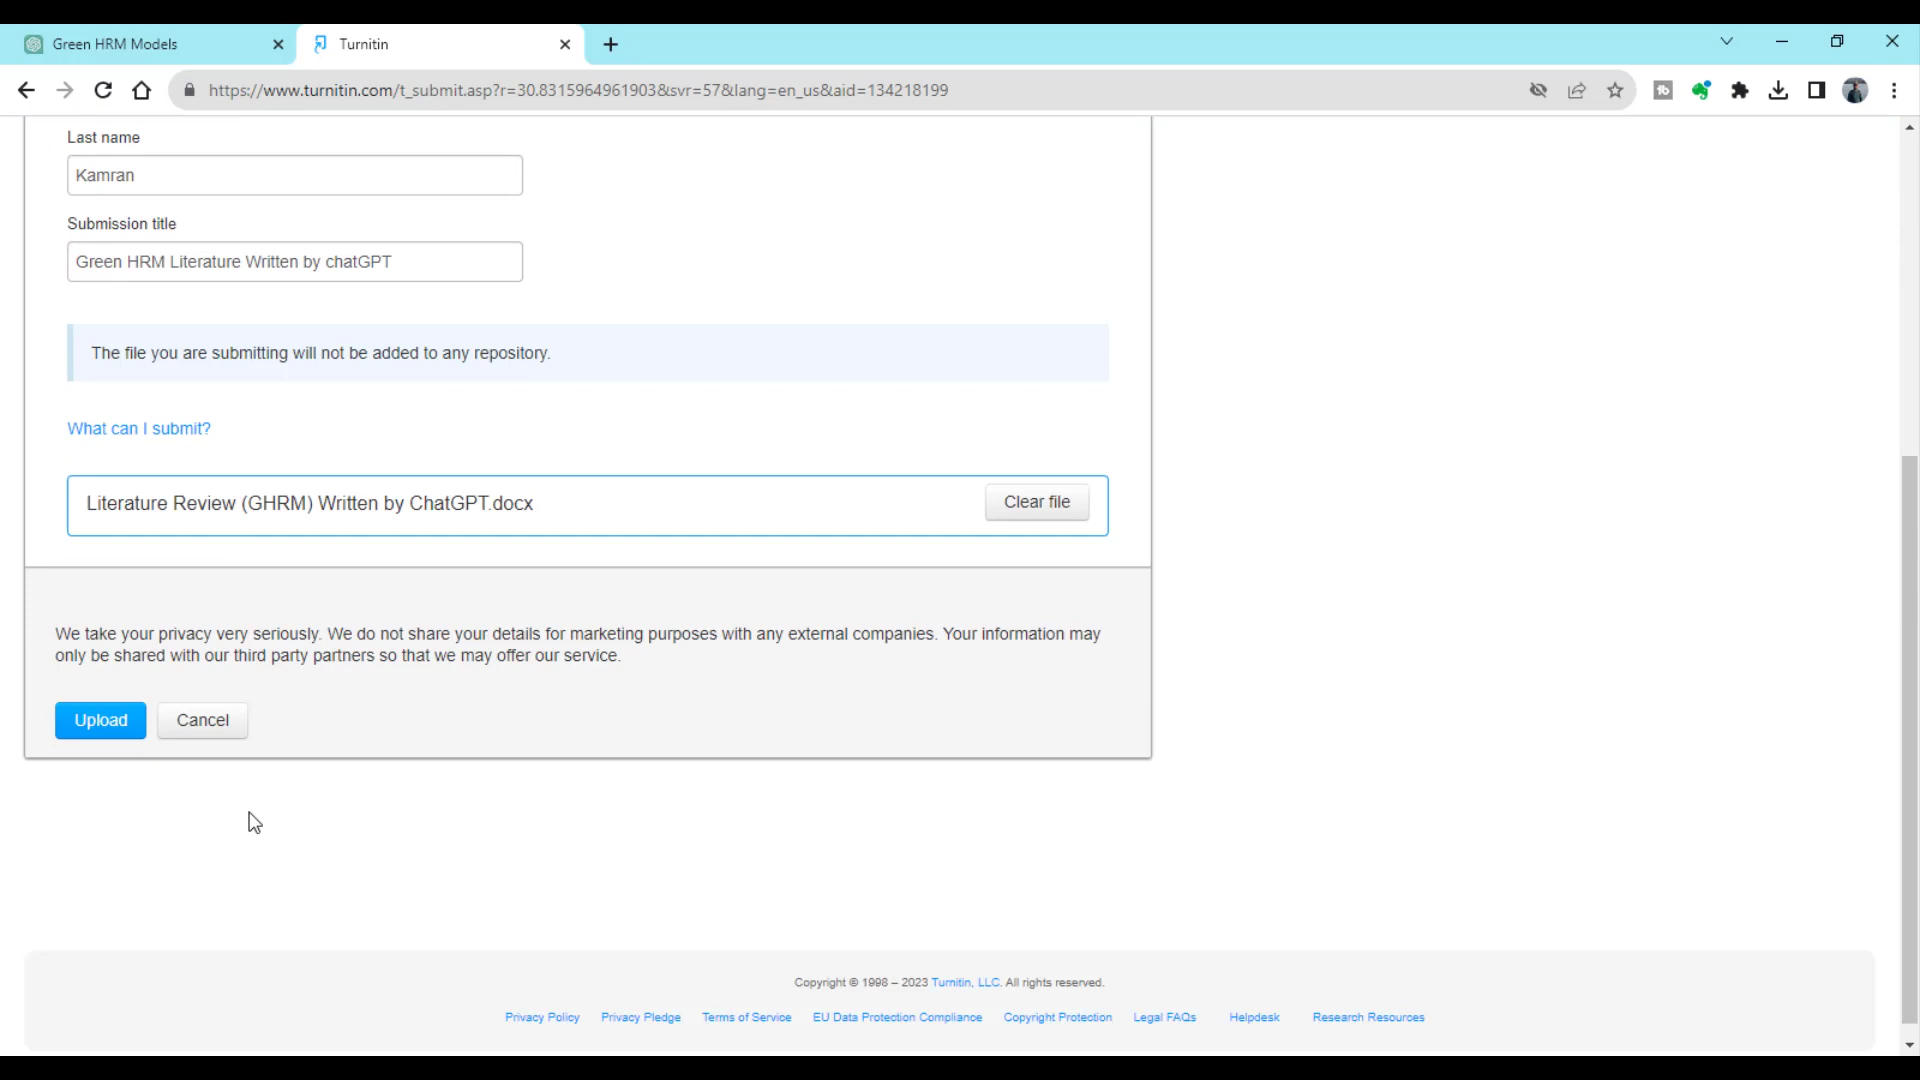 Green HRM Models
Turnitin
https://www.turnitin.com/t_submit.asp?r=30.8315964961903&svr=57&lang=en_us&aid=134218199
Last name
Kamran
Submission title
Green HRM Literature Written by chatGPT
The file you are submitting will not be added to any repository.
What can I submit?
Literature Review (GHRM) Written by ChatGPT.docx
Clear file
We take your privacy very seriously. We do not share your details for marketing purposes with any external companies. Your information may
only be shared with our third party partners so that we may offer our service.
Upload
Cancel
Copyright © 1998 – 2023 Turnitin, LLC. All rights reserved.
Privacy Policy Privacy Pledge Terms of Service EU Data Protection Compliance Copyright Protection Legal FAQs Helpdesk Research Resources